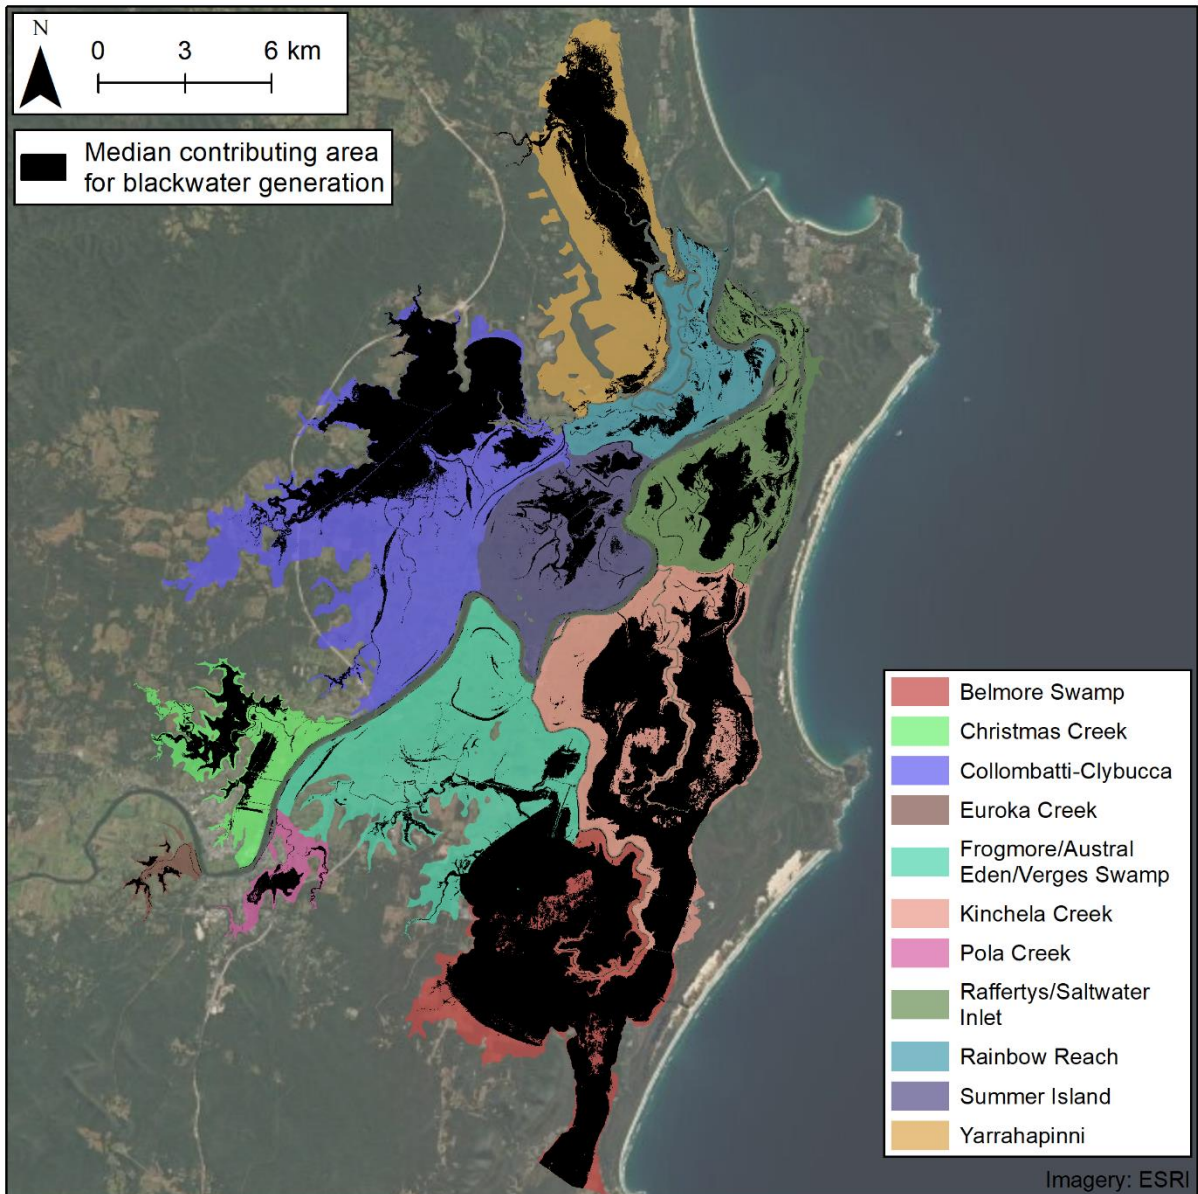 N
0 3 6 km
Median contributing area
for blackwater generation
Belmore Swamp
Christmas Creek
Collombatti-Clybucca
Euroka Creek
Frogmore/Austral
Eden/Verges Swamp
Kinchela Creek
Pola Creek
Raffertys/Saltwater
Inlet
Rainbow Reach
Summer Island
Yarrahapinni
Imagery: ESRI